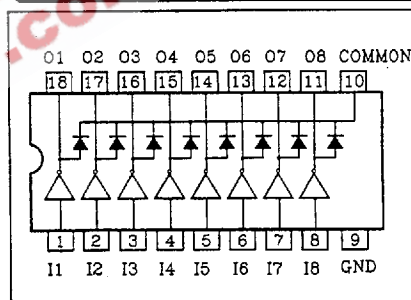 .co
O1 O2 O3 O4 O5 O6 O7 O8 COMMON
18 17 16 15 14 13 12 11 10
1 2 3 4 5 6 7 8 9
I1 I2 I3 I4 I5 I6 I7 I8 GND